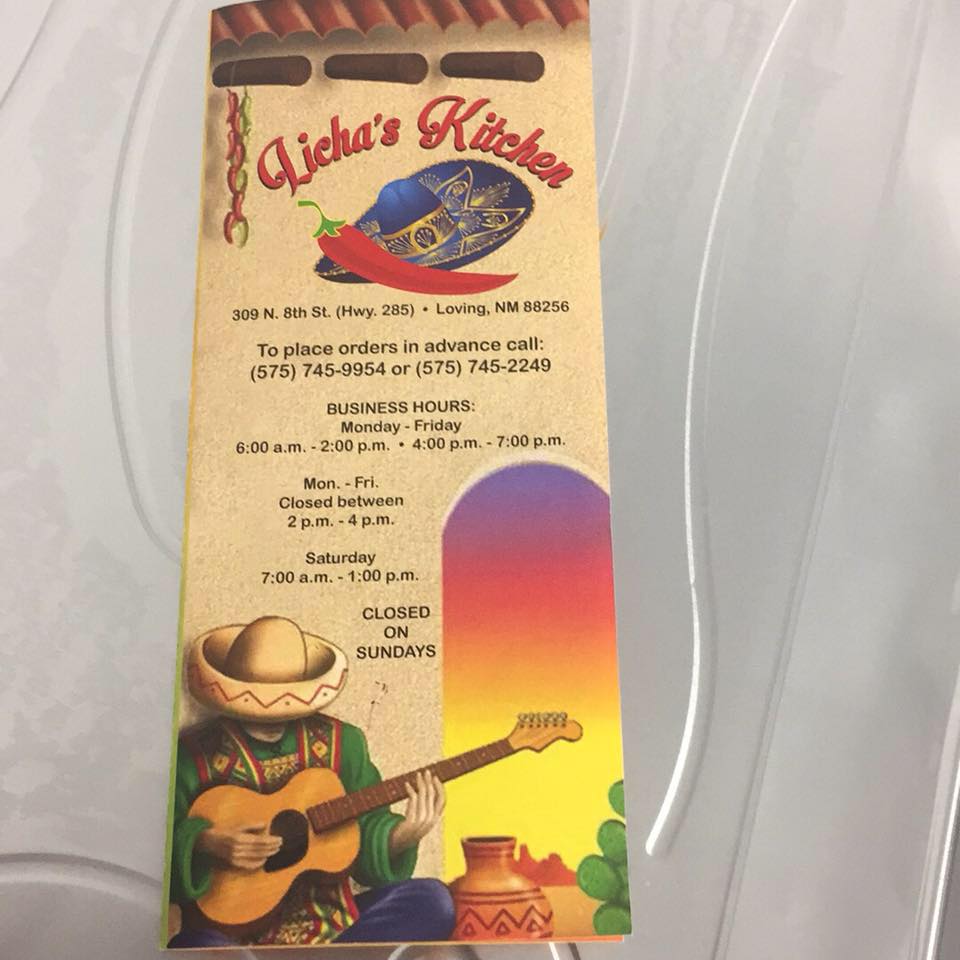 Licha's Kitchen
309 N. 8th St. (Hwy. 285) • Loving, NM 88256
To place orders in advance call:
(575) 745-9954 or (575) 745-2249
BUSINESS HOURS:
Monday - Friday
6:00 a.m. - 2:00 p.m. • 4:00 p.m. - 7:00 p.m.
Mon. - Fri.
Closed between
2 p.m. - 4 p.m.
Saturday
7:00 a.m. - 1:00 p.m.
CLOSED
ON
SUNDAYS